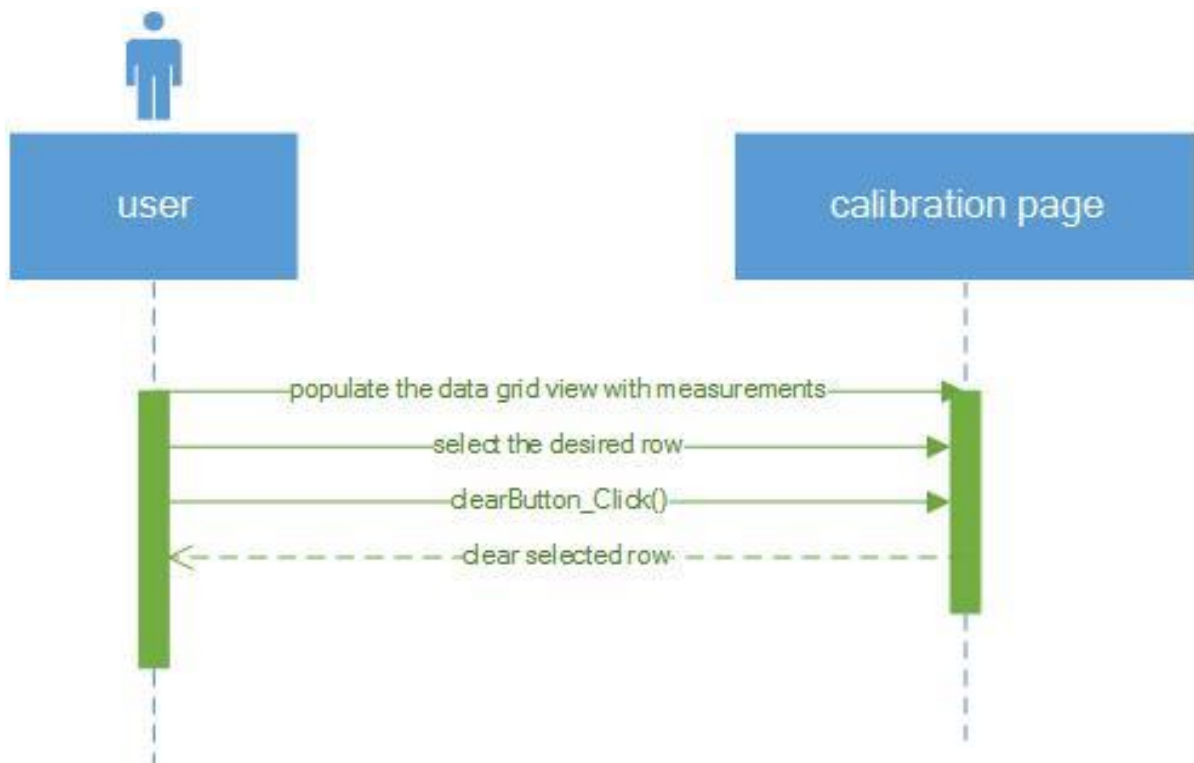 user
calibration page
populate the data grid view with measurements
select the desired row
clearButton_Click()
clear selected row